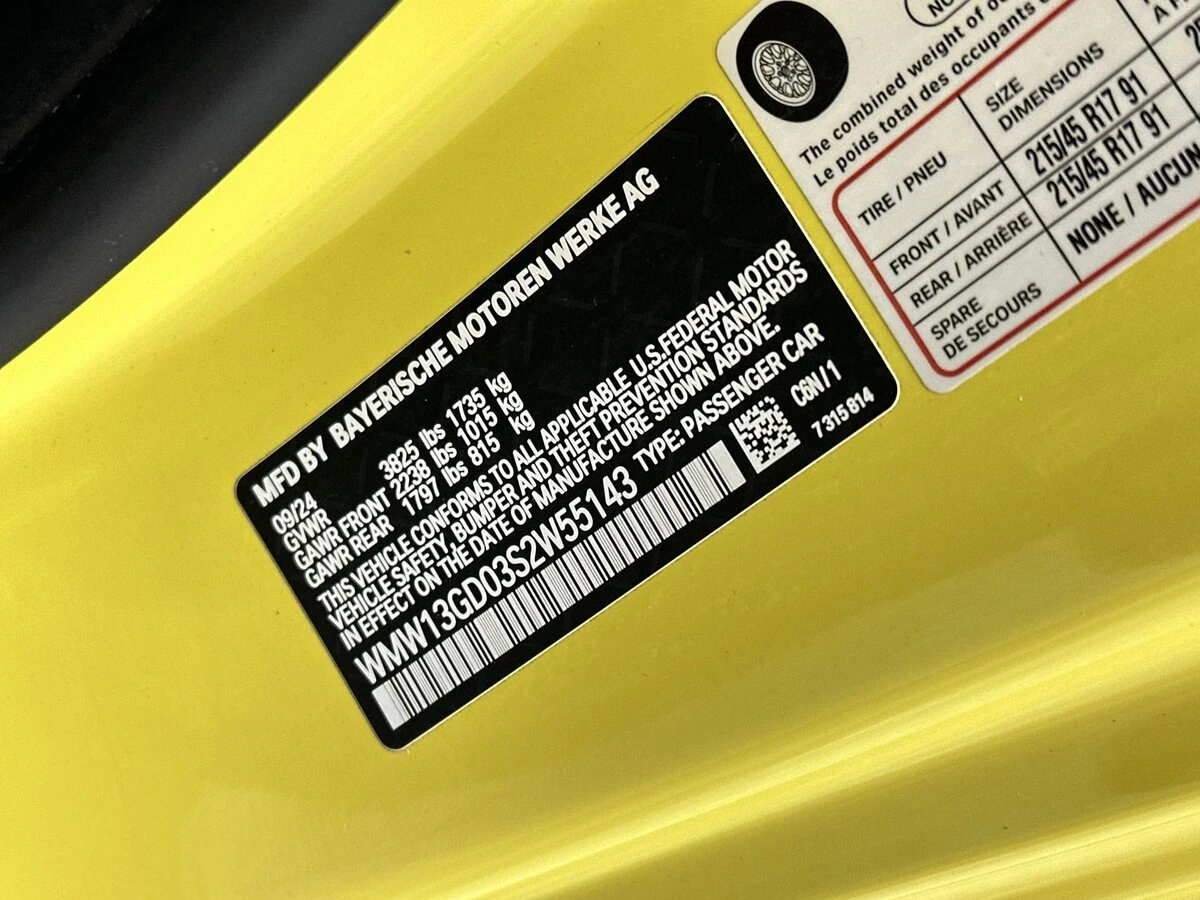 MFD BY BAYERISCHE MOTOREN WERKE AG
09/24
GVWR 3825 lbs 1735 kg
GAWR FRONT 2238 lbs 1015 kg
GAWR REAR 1797 lbs 815 kg
THIS VEHICLE CONFORMS TO ALL APPLICABLE U.S.FEDERAL MOTOR
VEHICLE SAFETY, BUMPER AND THEFT PREVENTION STANDARDS
IN EFFECT ON THE DATE OF MANUFACTURE SHOWN ABOVE.
WMW13GD03S2W55143 TYPE: PASSENGER CAR
C6N / 1
7 315 814
The combined weight of
Le poids total des occupants
TIRE / PNEU
SIZE
DIMENSIONS
FRONT / AVANT 215/45 R17 91
REAR / ARRIÈRE 215/45 R17 91
SPARE
DE SECOURS
NONE / AUCUN